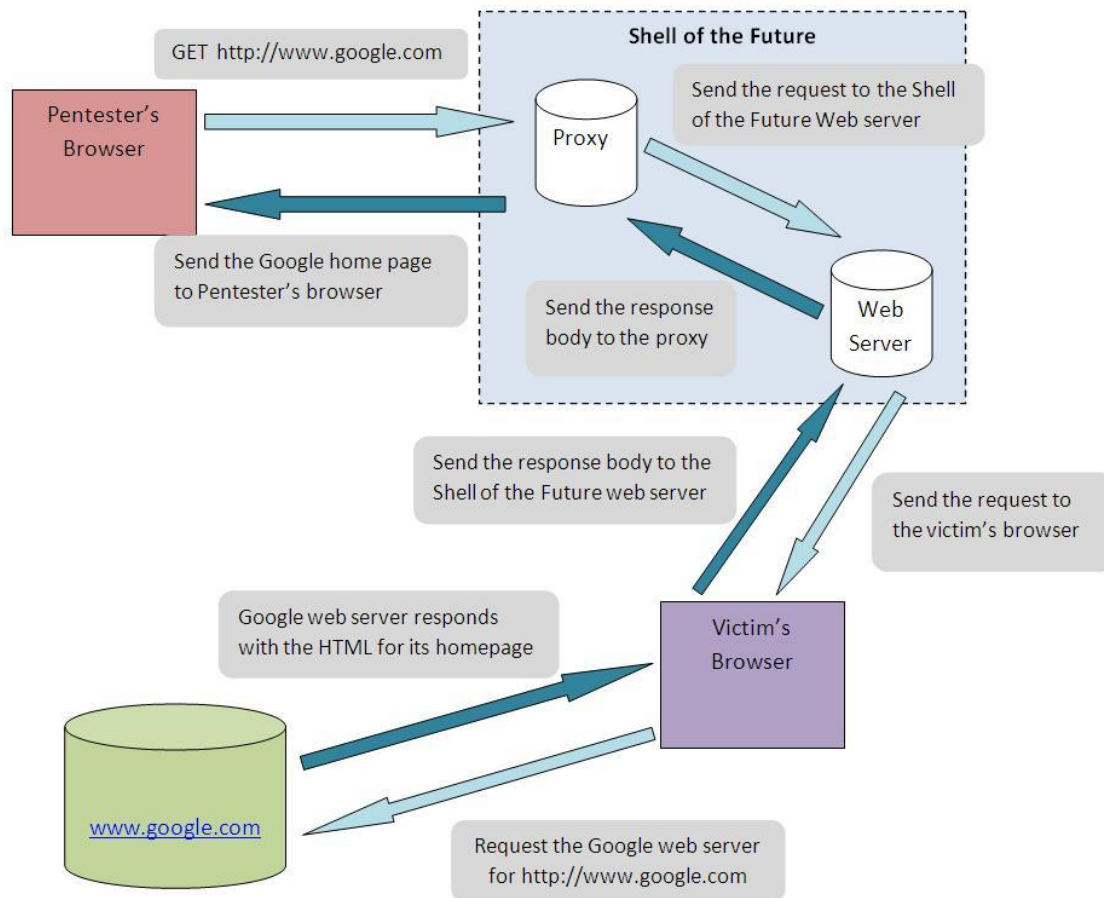 Shell of the Future
GET http://www.google.com
Pentester's
Browser
Proxy
Send the request to the Shell
of the Future Web server
Send the Google home page
to Pentester's browser
Send the response
body to the proxy
Web
Server
Send the response body to the
Shell of the Future web server
Send the request to
the victim's browser
Google web server responds
with the HTML for its homepage
Victim's
Browser
www.google.com
Request the Google web server
for http://www.google.com